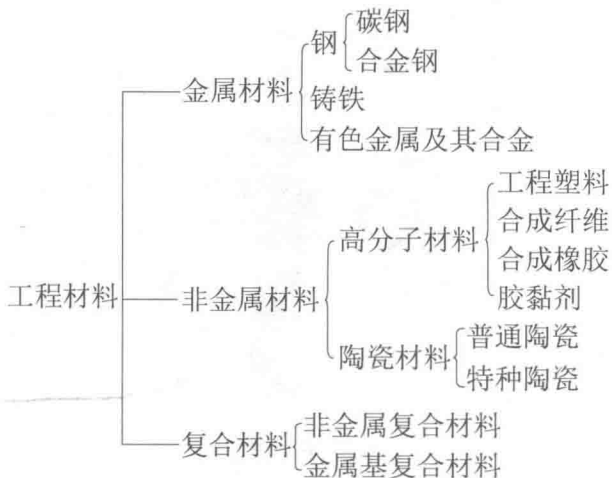 碳钢
钢
合金钢
金属材料
铸铁
有色金属及其合金
工程塑料
合成纤维
高分子材料
合成橡胶
工程材料
非金属材料
胶黏剂
普通陶瓷
陶瓷材料
特种陶瓷
非金属复合材料
复合材料
金属基复合材料